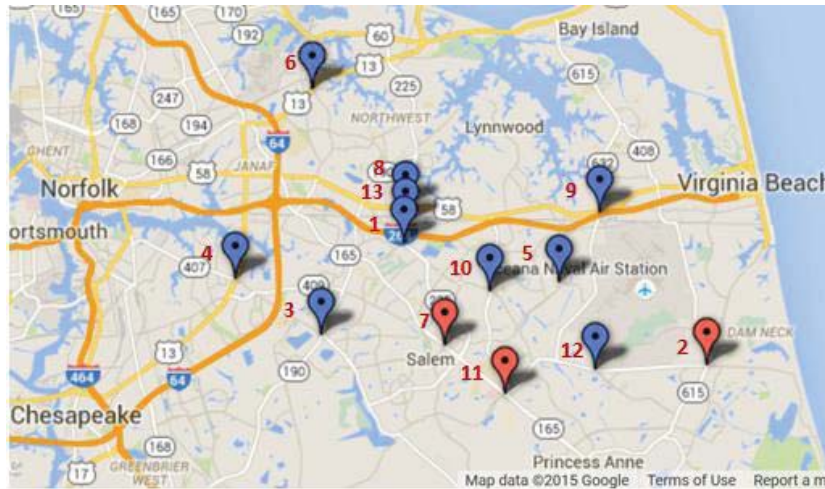 165
165
170
Bay Island
192
60
6
13
615
247
13
225
168
194
NORTHWEST
Lynnwood
64
GHENT
166
JANAF
408
58
8
632
Norfolk
13
9
Virginia Beach
58
1
ortsmouth
165
4
407
10
5
ceana Naval Air Station
409
3
7
DAM NECK
13
Salem
12
2
190
11
464
64
615
Chesapeake
165
168
GREENBRIER
WEST
Princess Anne
17
Map data ©2015 Google Terms of Use Report a m